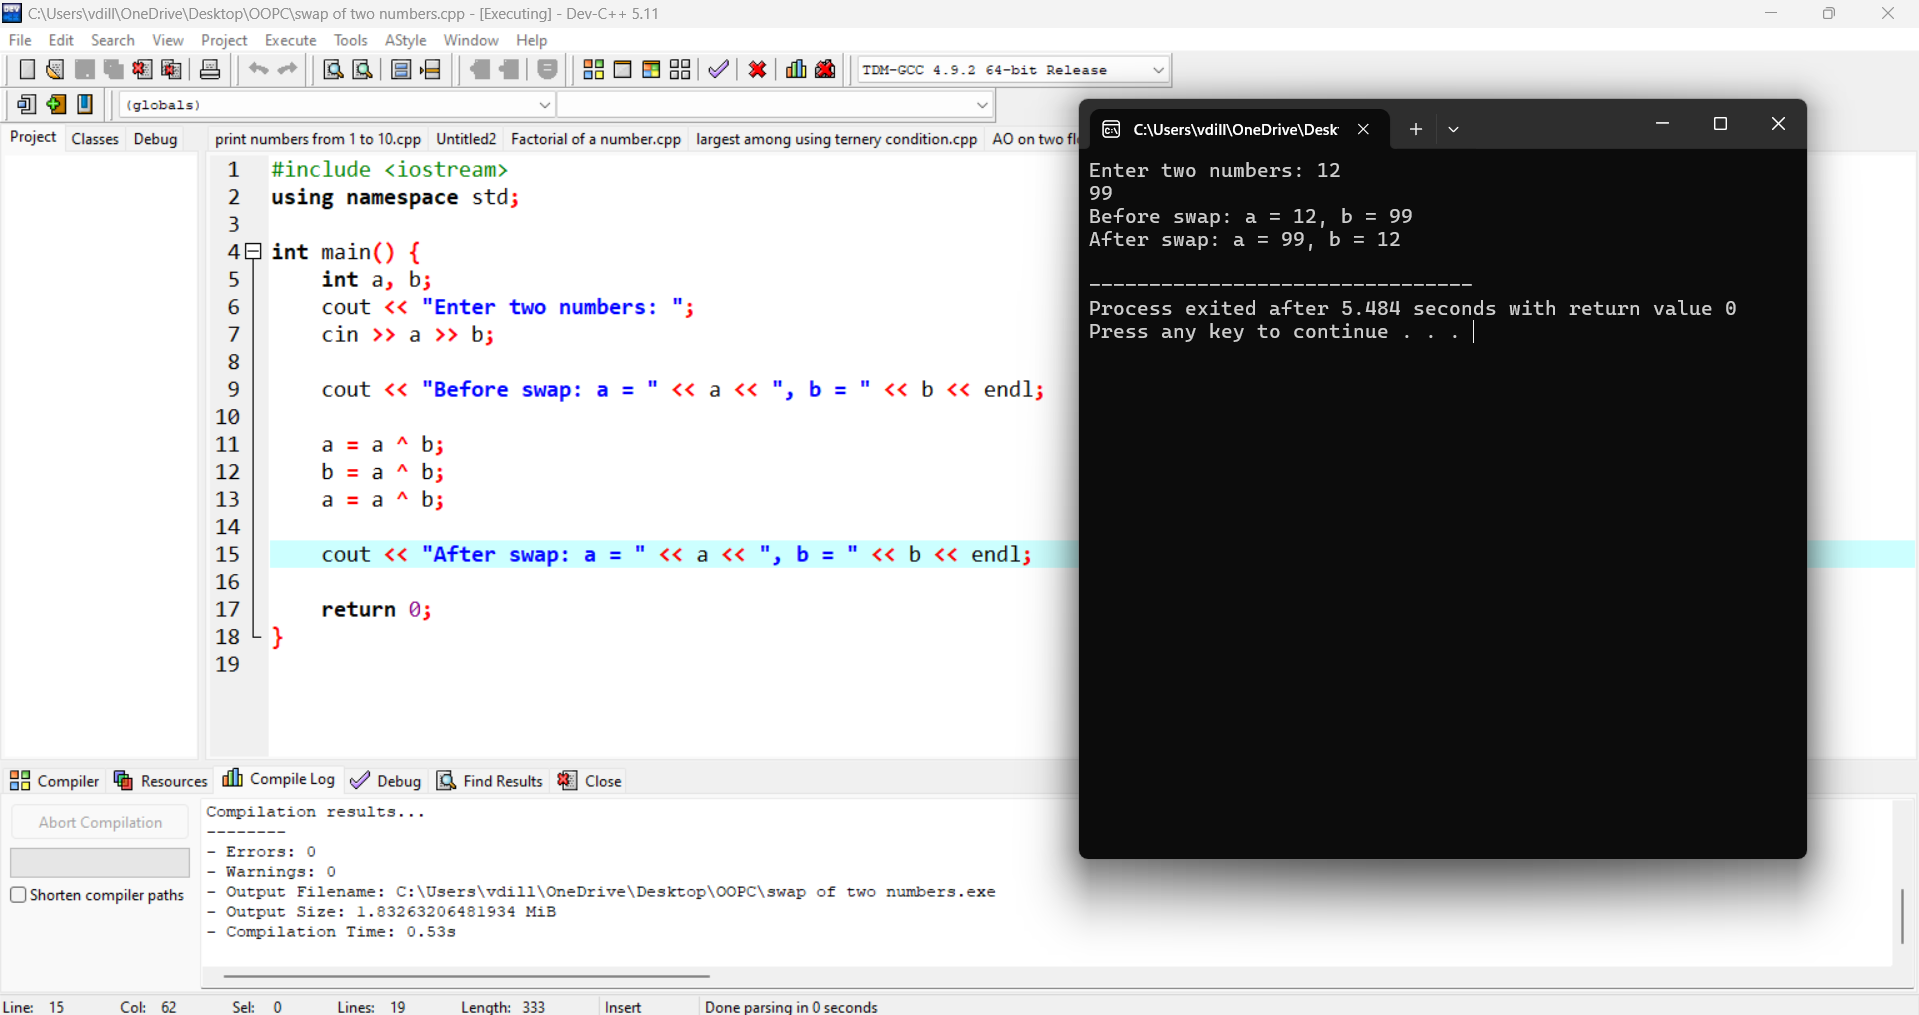 C:\Users\vdill\OneDrive\Desktop\OOPC\swap of two numbers.cpp - [Executing] - Dev-C++ 5.11
File Edit Search View Project Execute Tools AStyle Window Help
TDM-GCC 4.9.2 64-bit Release
(globals)
Project Classes Debug
print numbers from 1 to 10.cpp Untitled2 Factorial of a number.cpp largest among using ternery condition.cpp AO on two
1 #include <iostream>
2 using namespace std;
3
4 int main() {
5 int a, b;
6 cout << "Enter two numbers: ";
7 cin >> a >> b;
8
9 cout << "Before swap: a = " << a << ", b = " << b << endl;
10
11 a = a ^ b;
12 b = a ^ b;
13 a = a ^ b;
14
15 cout << "After swap: a = " << a << ", b = " << b << endl;
16
17 return 0;
18 }
19
C:\Users\vdill\OneDrive\Desk
Enter two numbers: 12
99
Before swap: a = 12, b = 99
After swap: a = 99, b = 12
--------------------------------
Process exited after 5.484 seconds with return value 0
Press any key to continue . . .
Compiler Resources Compile Log Debug Find Results Close
Abort Compilation
Shorten compiler paths
Compilation results...
--------
- Errors: 0
- Warnings: 0
- Output Filename: C:\Users\vdill\OneDrive\Desktop\OOPC\swap of two numbers.exe
- Output Size: 1.83263206481934 MiB
- Compilation Time: 0.53s
Line: 15 Col: 62 Sel: 0 Lines: 19 Length: 333 Insert Done parsing in 0 seconds